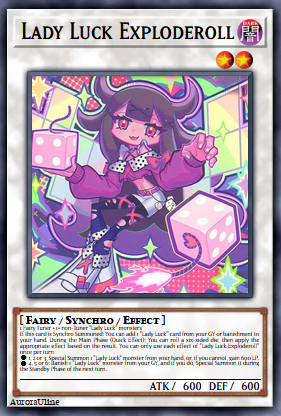 Lady Luck Exploderoll
DARK
闇
[ Fairy / Synchro / Effect ]
1 Fairy Tuner + 1+ non-Tuner "Lady Luck" monsters
If this card is Synchro Summoned: You can add 1 "Lady Luck" card from your GY or banishment to
your hand. During the Main Phase (Quick Effect): You can roll a six-sided die, then apply the
appropriate effect based on the result. You can only use each effect of "Lady Luck Exploderoll"
once per turn.
● 1, 2 or 3: Special Summon 1 "Lady Luck" monster from your hand, or, if you cannot, gain 600 LP.
● 4, 5 or 6: Banish 1 "Lady Luck" monster from your GY, and if you do, Special Summon it during
the Standby Phase of the next turn.
ATK / 600 DEF / 600
AuroraUline